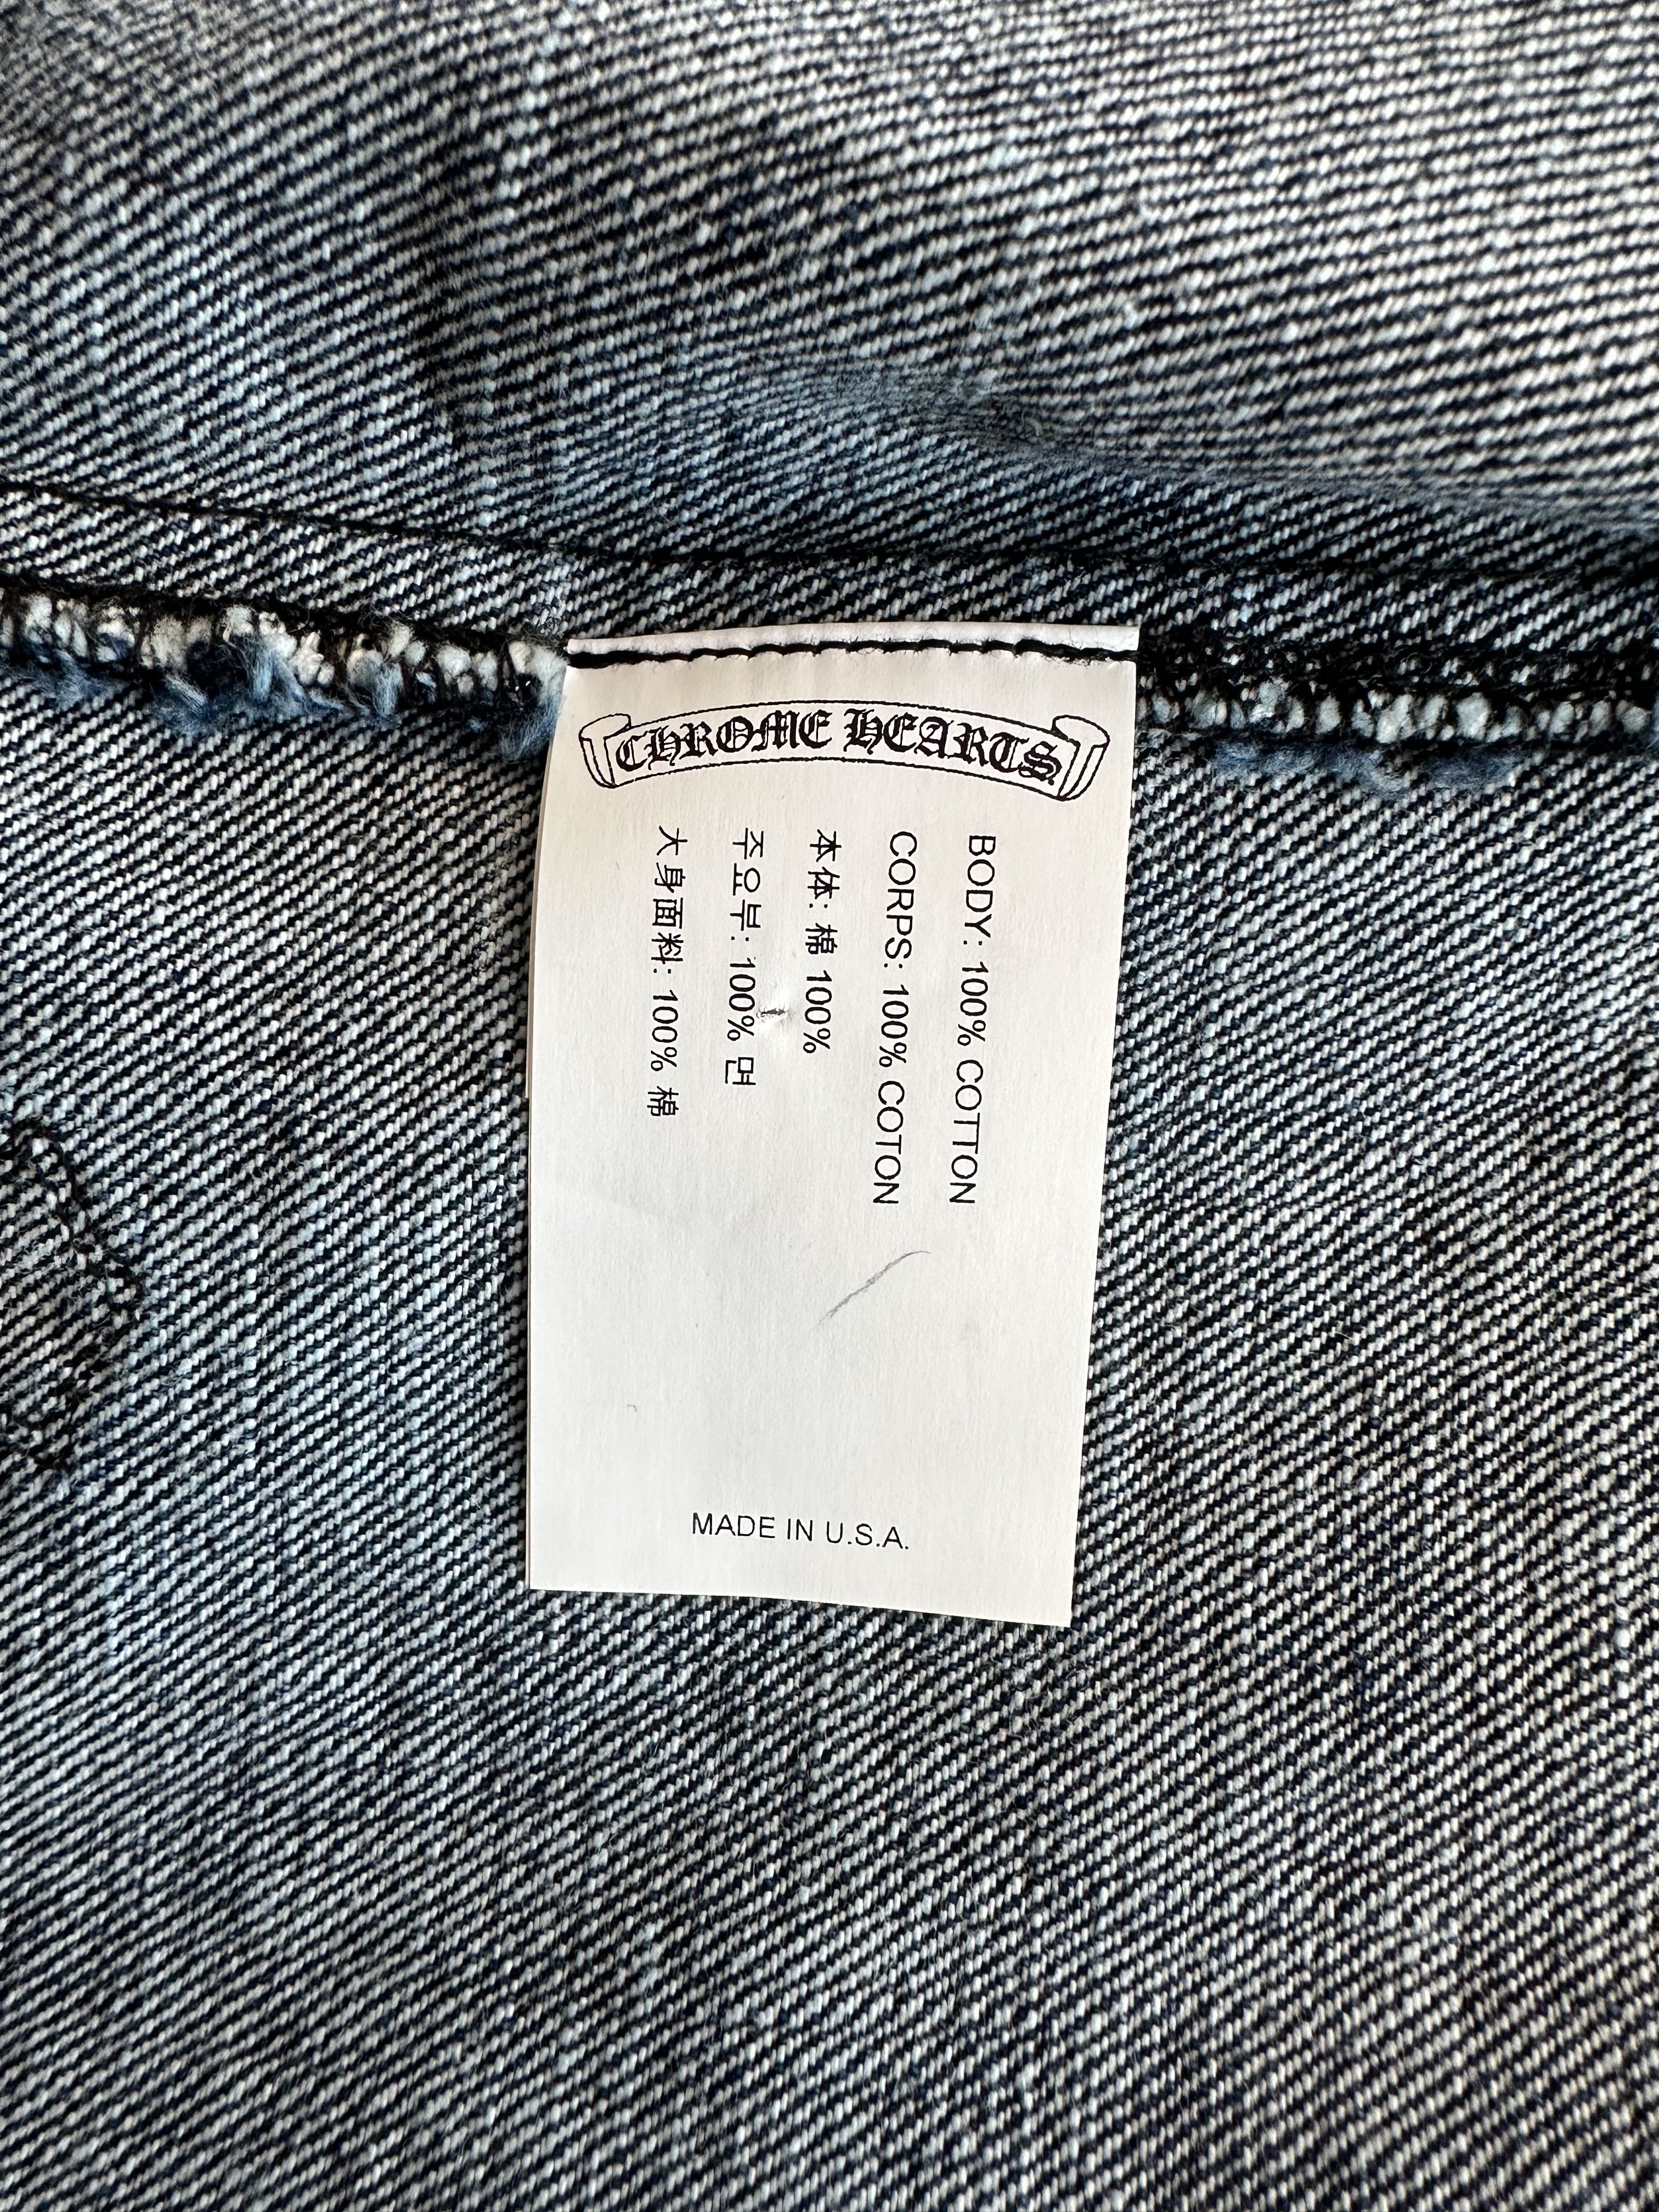 CHROME HEARTS
BODY: 100% COTTON
CORPS: 100% COTON
本体: 棉 100%
주요부: 100% 면
大身面料: 100% 棉
MADE IN U.S.A.